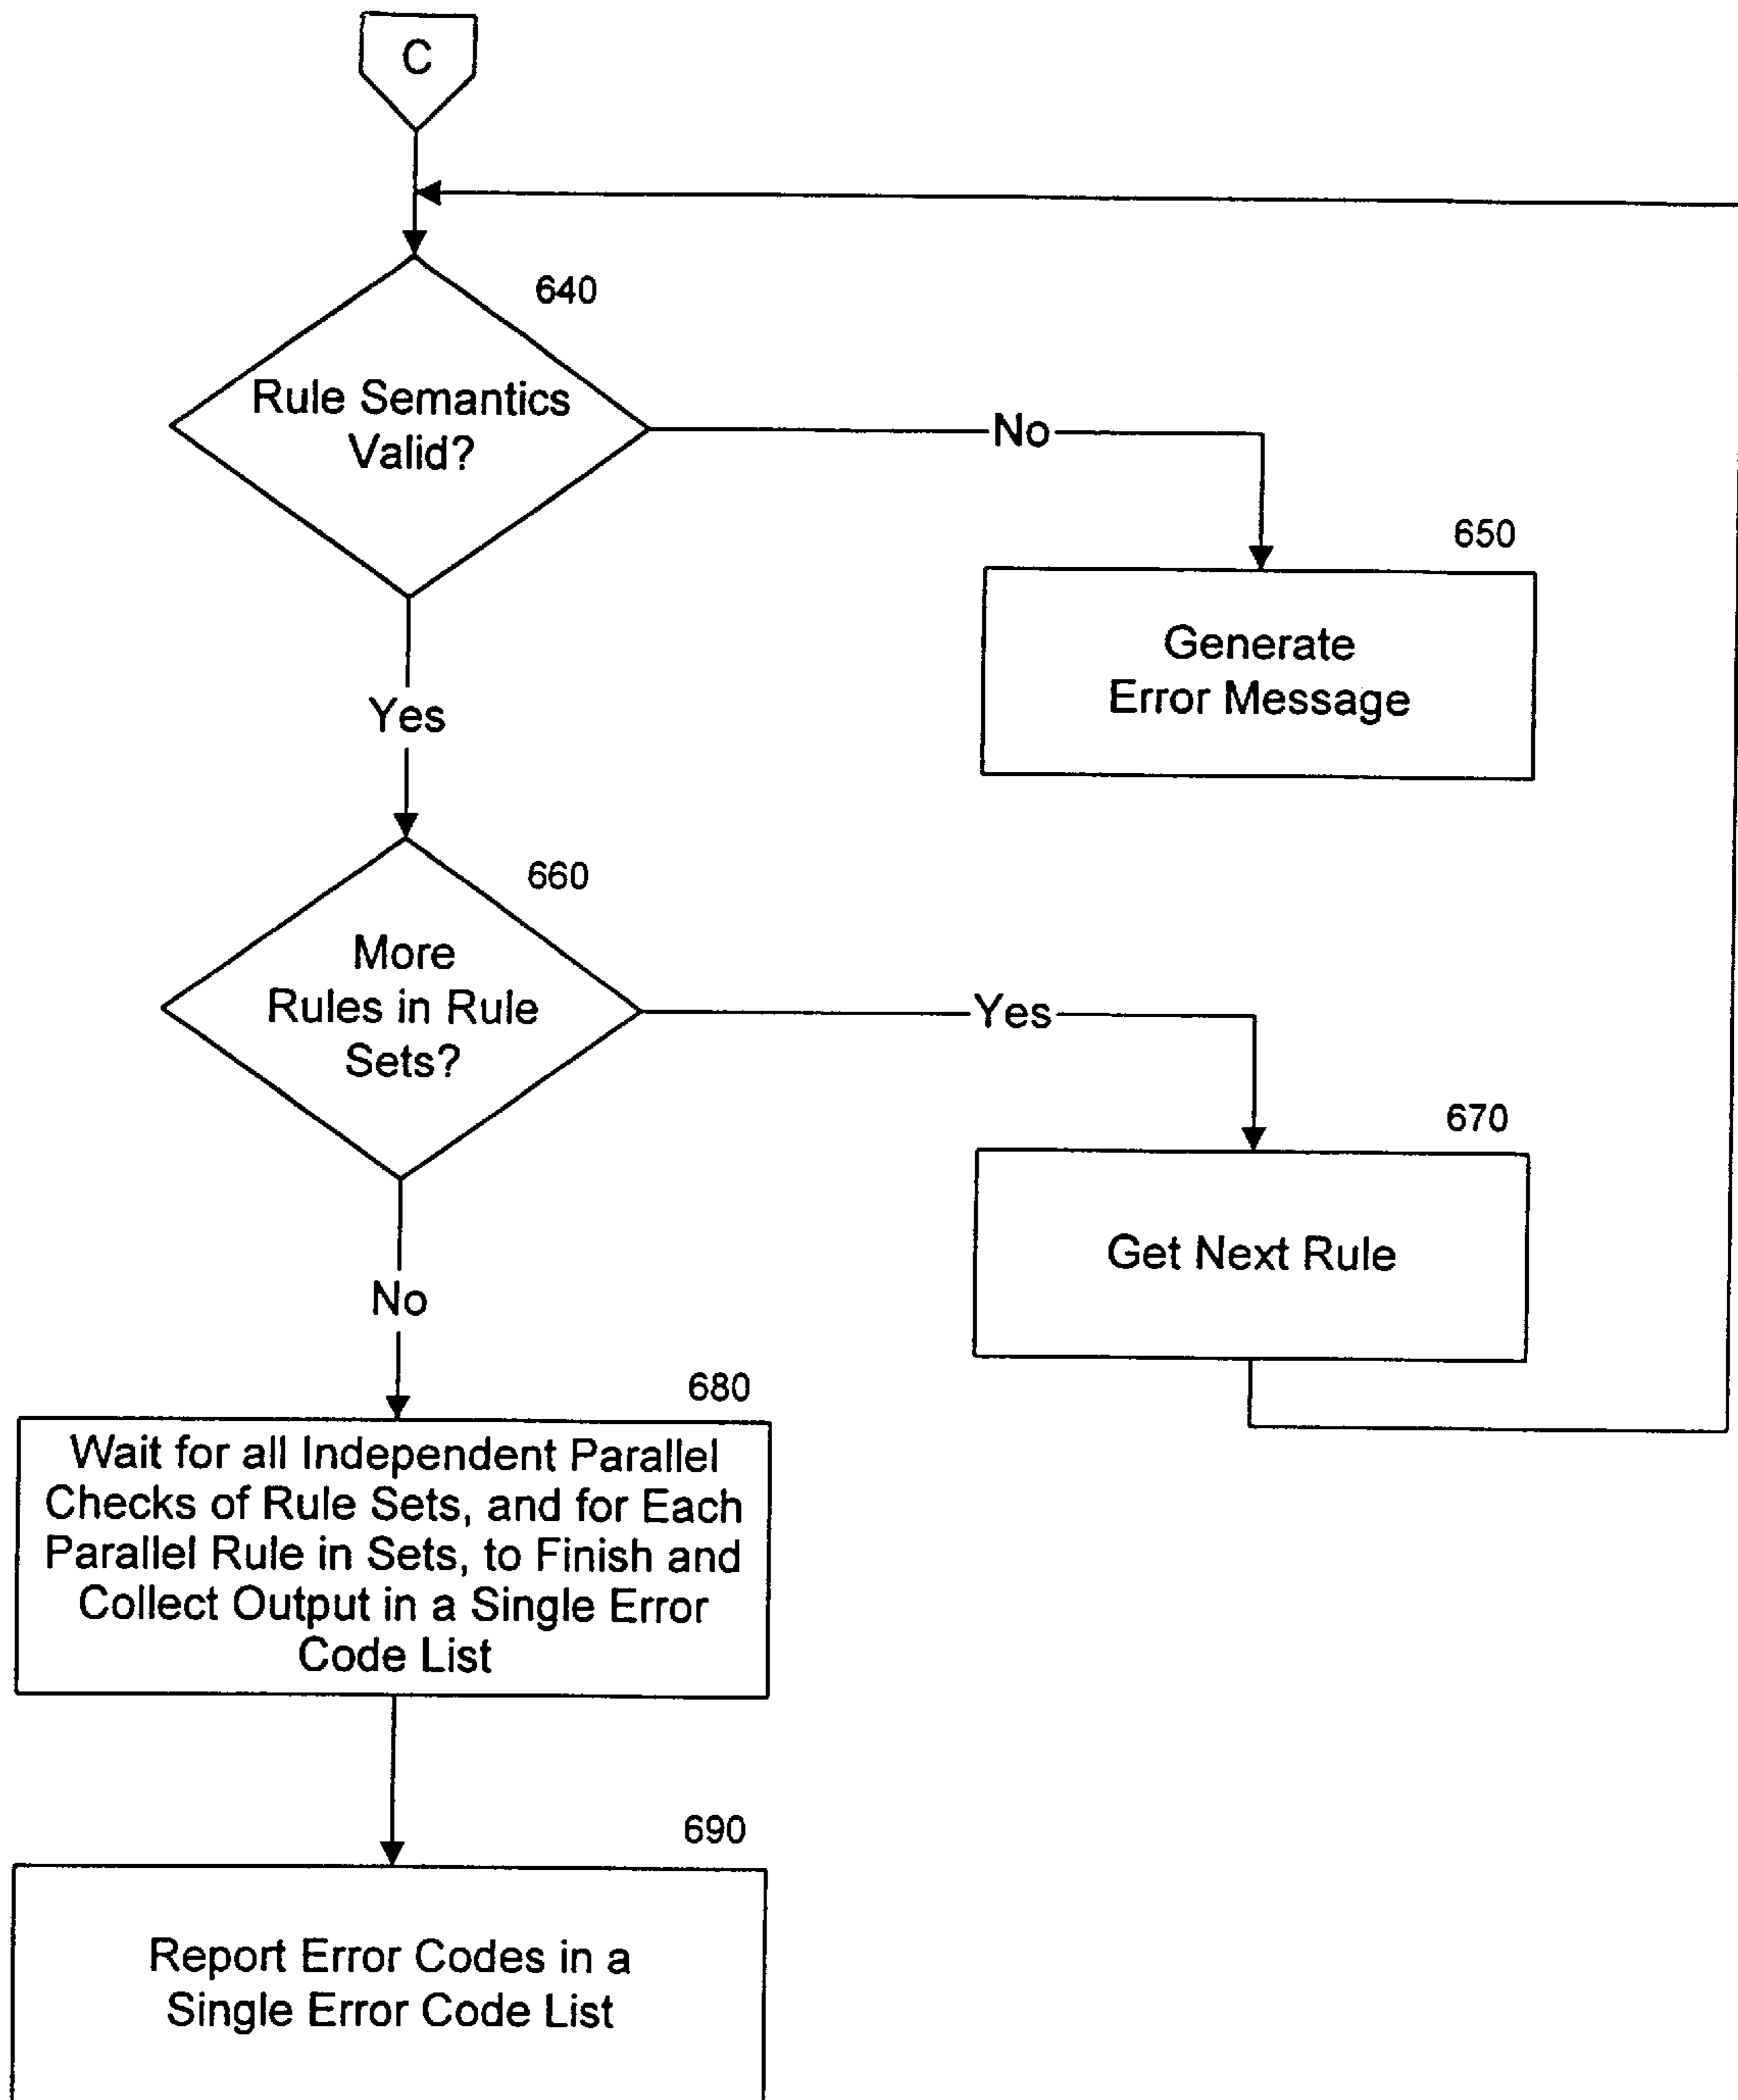 C
640
Rule Semantics
Valid?
No
650
Generate
Error Message
Yes
660
More
Rules in Rule
Sets?
Yes
670
Get Next Rule
No
680
Wait for all Independent Parallel
Checks of Rule Sets, and for Each
Parallel Rule in Sets, to Finish and
Collect Output in a Single Error
Code List
690
Report Error Codes in a
Single Error Code List